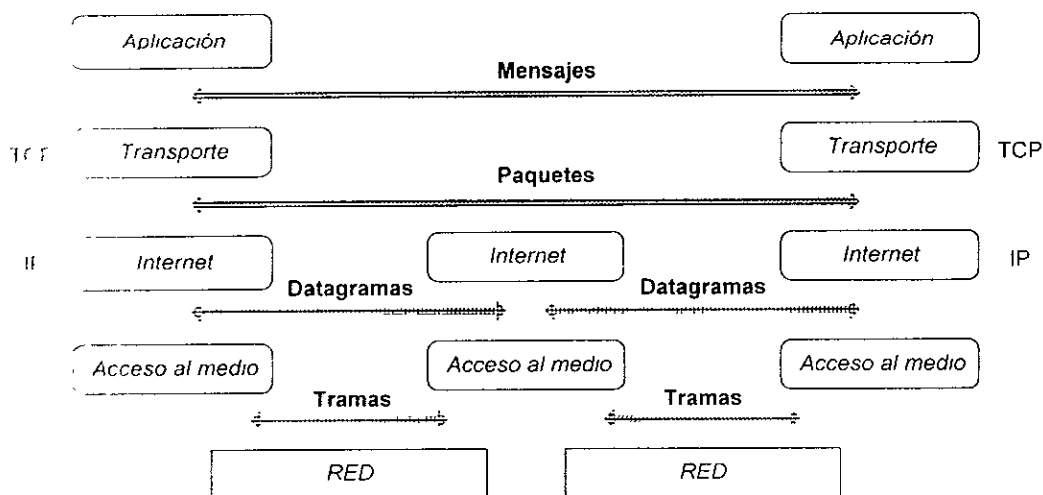 Aplicación Aplicación
Mensajes
Transporte Transporte TCP
Paquetes
Internet Internet Internet IP
Datagramas Datagramas
Acceso al medio Acceso al medio Acceso al medio
Tramas Tramas
RED RED